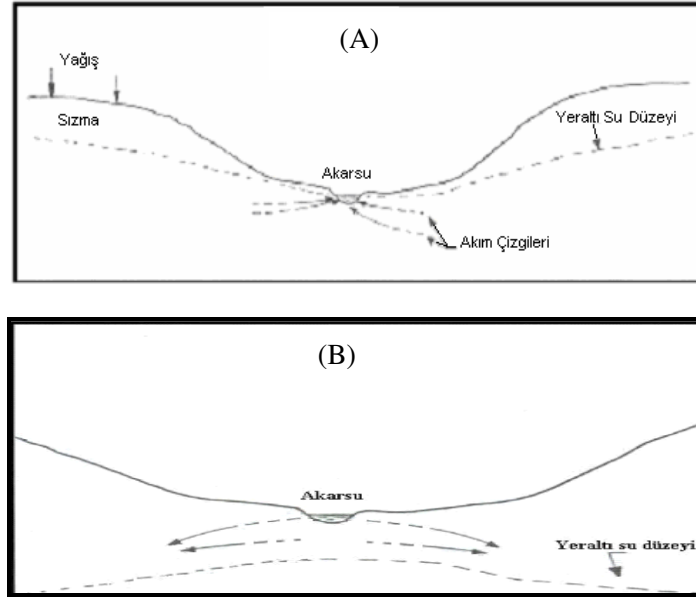 (A)
Yağış
Sızma
Yeraltı Su Düzeyi
Akarsu
Akım Çizgileri
(B)
Akarsu
Yeraltı su düzeyi